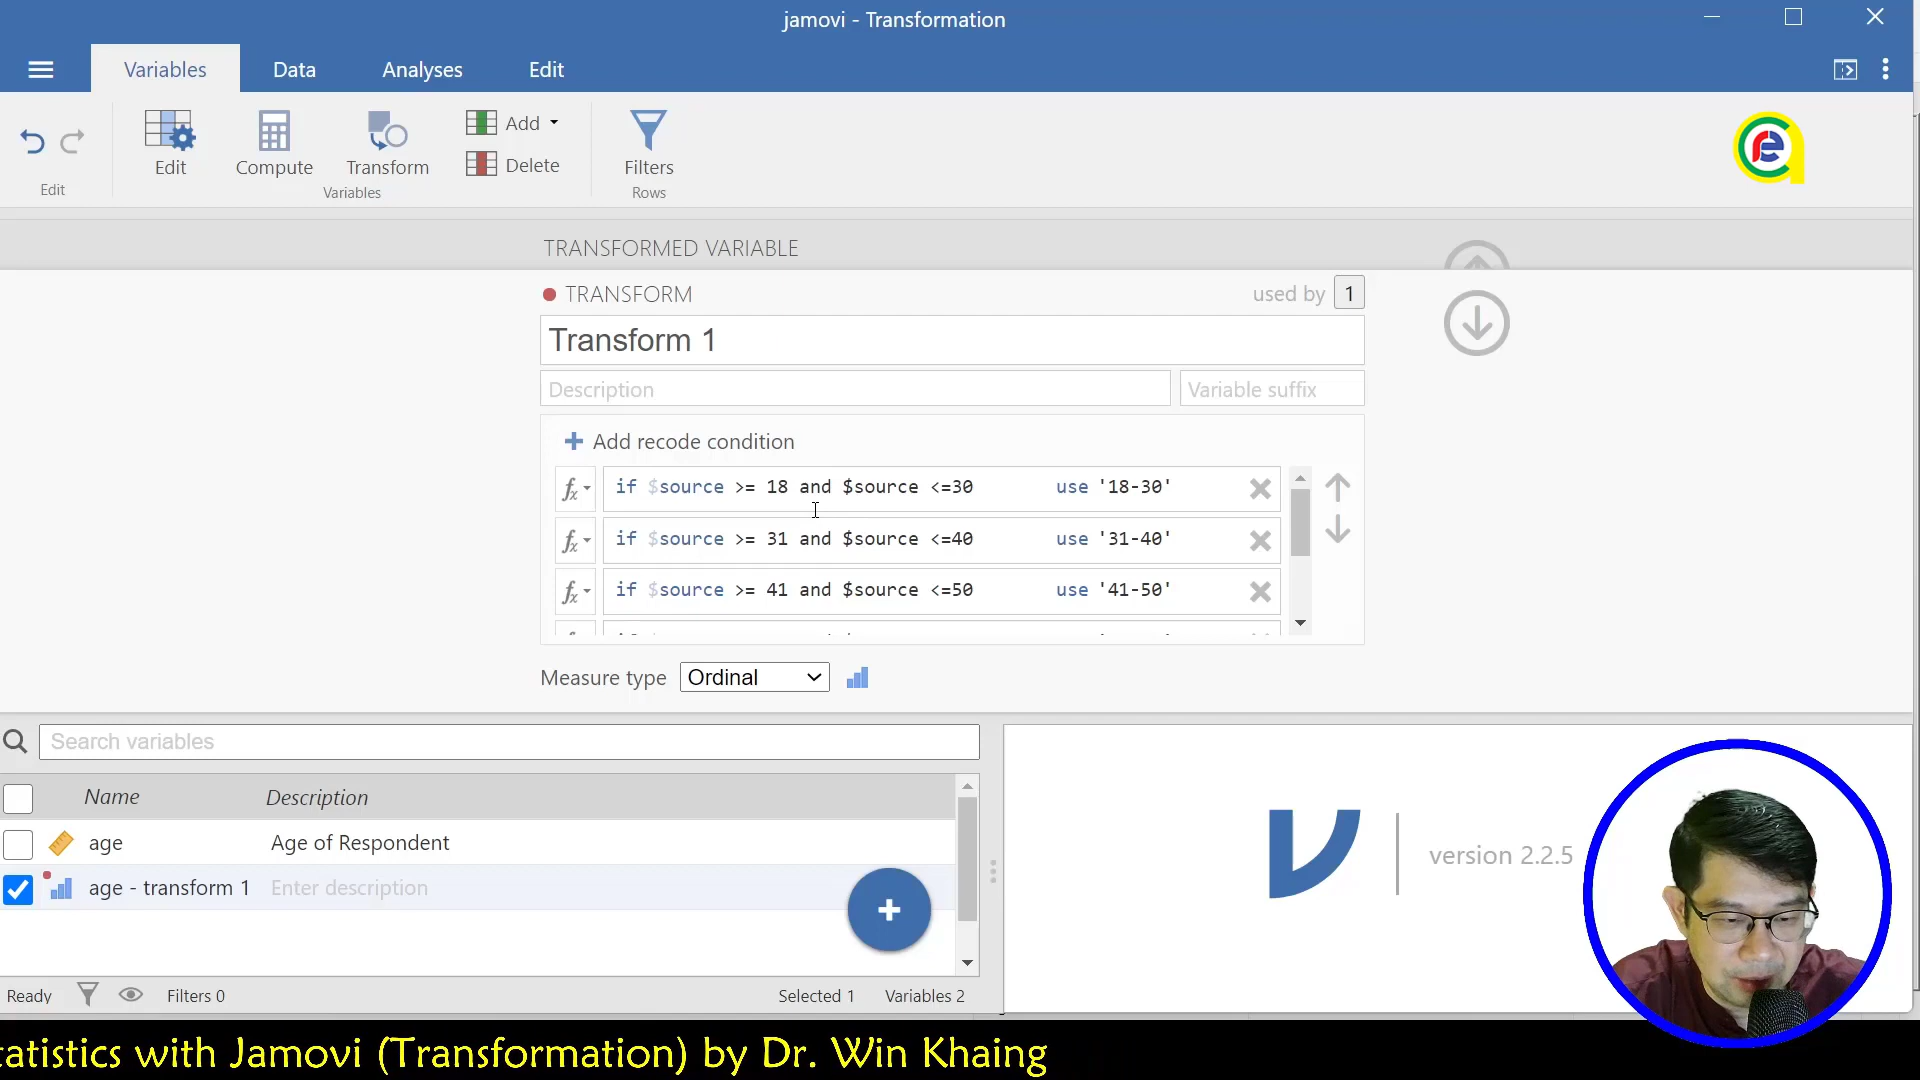 jamovi - Transformation
Variables Data Analyses Edit
Edit Compute Transform Add Delete Filters
Edit Variables Rows
TRANSFORMED VARIABLE
TRANSFORM used by 1
Transform 1
Description Variable suffix
Add recode condition
fx if $source >= 18 and $source <=30 use '18-30'
fx if $source >= 31 and $source <=40 use '31-40'
fx if $source >= 41 and $source <=50 use '41-50'
Measure type Ordinal
Search variables
Name Description
age Age of Respondent
age - transform 1 Enter description
version 2.2.5
Ready Filters 0 Selected 1 Variables 2
tatistics with Jamovi (Transformation) by Dr. Win Khaing